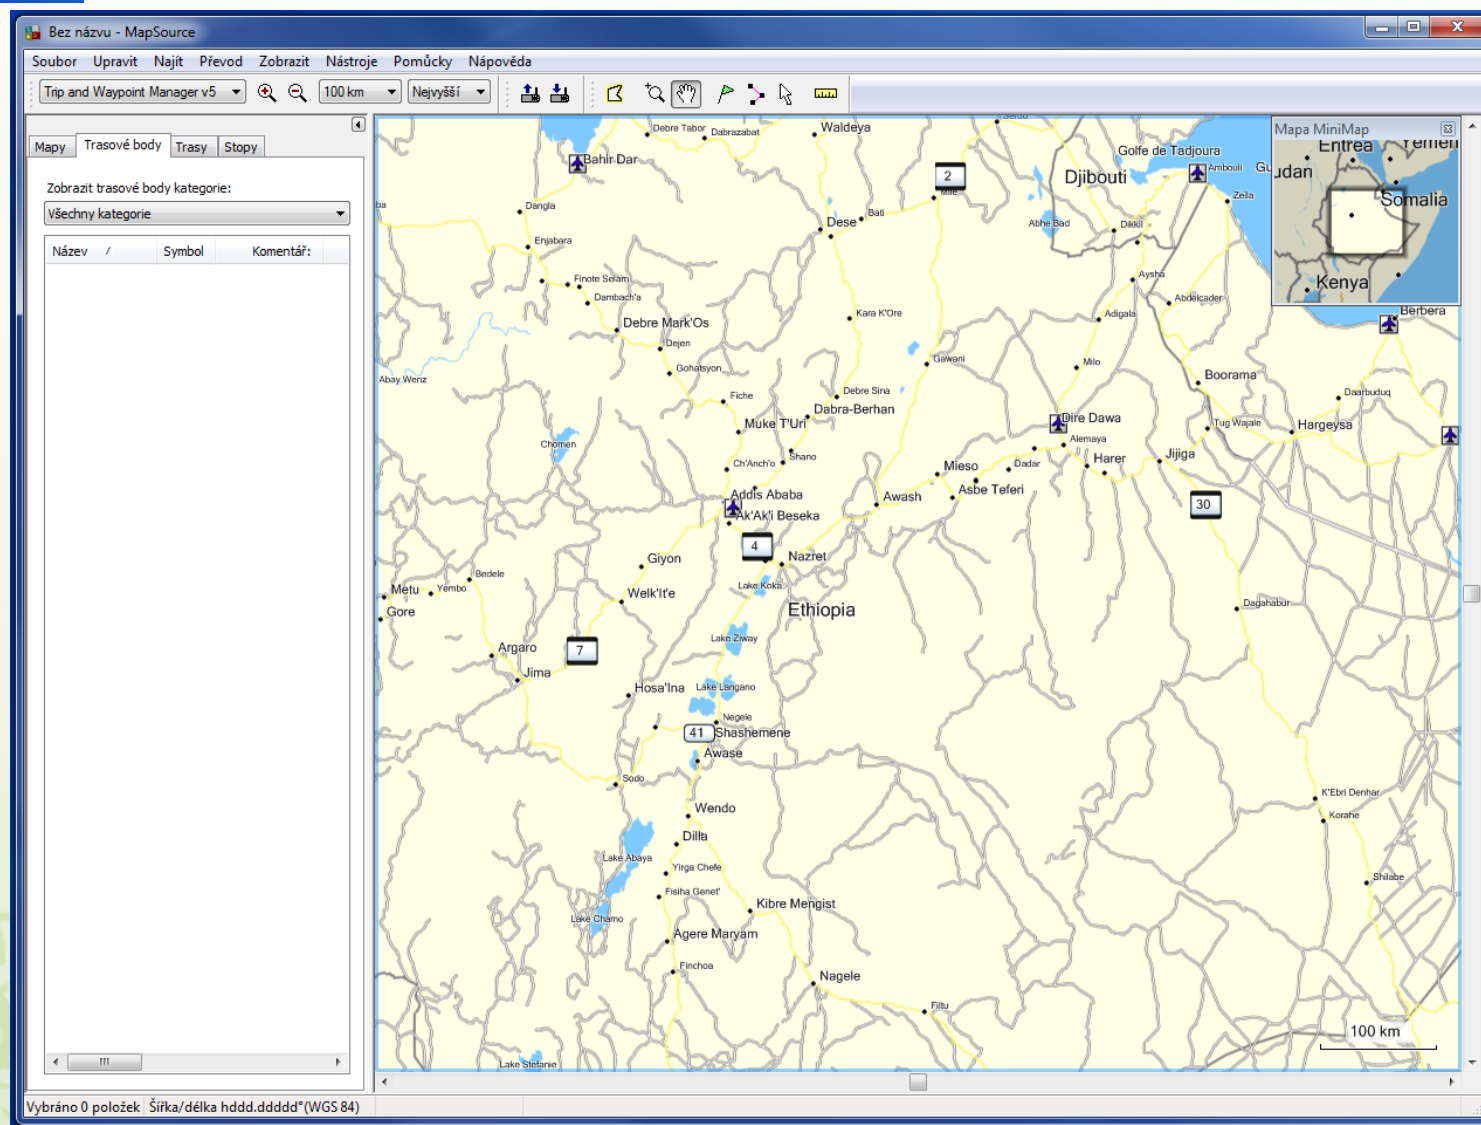 Bez názvu - MapSource
Soubor Upravit Najít Převod Zobrazit Nástroje Pomůcky Nápověda
Trip and Waypoint Manager v5 100 km Nejvyšší
Mapy Trasové body Trasy Stopy
Zobrazit trasové body kategorie:
Všechny kategorie
Název / Symbol Komentář:
Debre Tabor
Dabrazabat
Waldeya
Bahir Dar
2
Mile
Golfe de Tadjoura
Djibouti
Ambouli
Zeila
Dangla
Dese
Bati
Abhe Bad
Dikkil
Enjabara
Finote Selam
Dambach'a
Aysha
Abdelcader
Debre Mark'Os
Kara K'Ore
Adigala
Dejen
Gohatsyon
Gawani
Milo
Abay Wenz
Boorama
Berbera
Fiche
Debre Sina
Daarbuduq
Muke T'Uri
Dabra-Berhan
Dire Dawa
Tug Wajale
Hargeysa
Chomen
Alemaya
Ch'Anch'o
Shano
Mieso
Dadar
Harer
Jijiga
Addis Ababa
Awash
Asbe Teferi
30
Ak'Ak'i Beseka
4
Giyon
Nazret
Bedele
Metu
Yembo
Lake Koka
Welk'It'e
Ethiopia
Dagahabur
Gore
Argaro
7
Lake Ziway
Jima
Hosa'Ina
Lake Langano
Negele
41
Shashemene
Awase
Sodo
K'Ebri Denhar
Wendo
Korahe
Dilla
Lake Abaya
Yirga Chefe
Shilabe
Fisiha Genet'
Kibre Mengist
Lake Chamo
Agere Maryam
Finchoa
Nagele
Filtu
Lake Stefanie
100 km
Mapa MiniMap
Eritrea
Yemen
udan
Somalia
Kenya
Vybráno 0 položek Šířka/délka hddd.ddddd°(WGS 84)